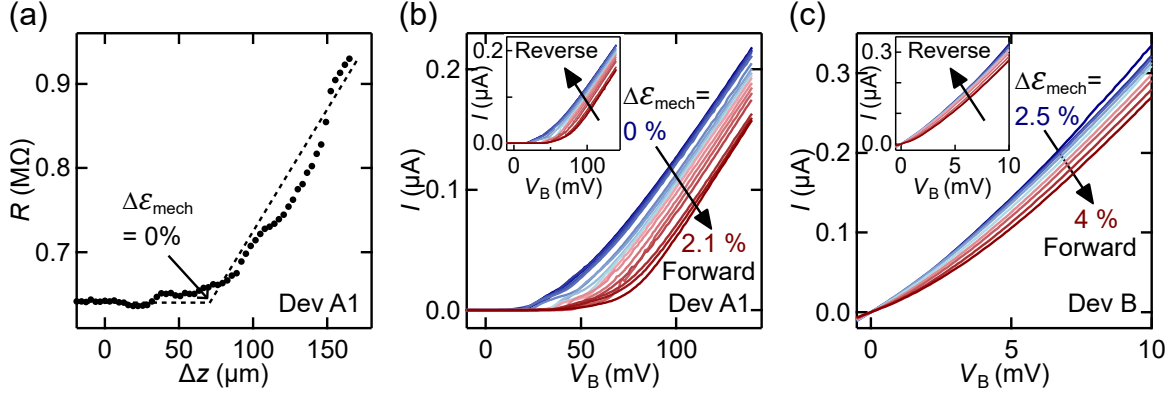 (a)
R (MΩ)
0.9
0.8
0.7
Δℰmech
= 0%
Dev A1
0
50
100
150
Δz (μm)
(b)
I (μA)
0.2
0.1
0.0
I (μA)
0.2
0.0
Reverse
0
50
100
VB (mV)
Δℰmech=
0 %
2.1 %
Forward
Dev A1
0
50
100
VB (mV)
(c)
I (μA)
0.3
0.2
0.1
0.0
I (μA)
0.3
0.0
Reverse
0
5
10
VB (mV)
Δℰmech=
2.5 %
4 %
Forward
Dev B
0
5
10
VB (mV)